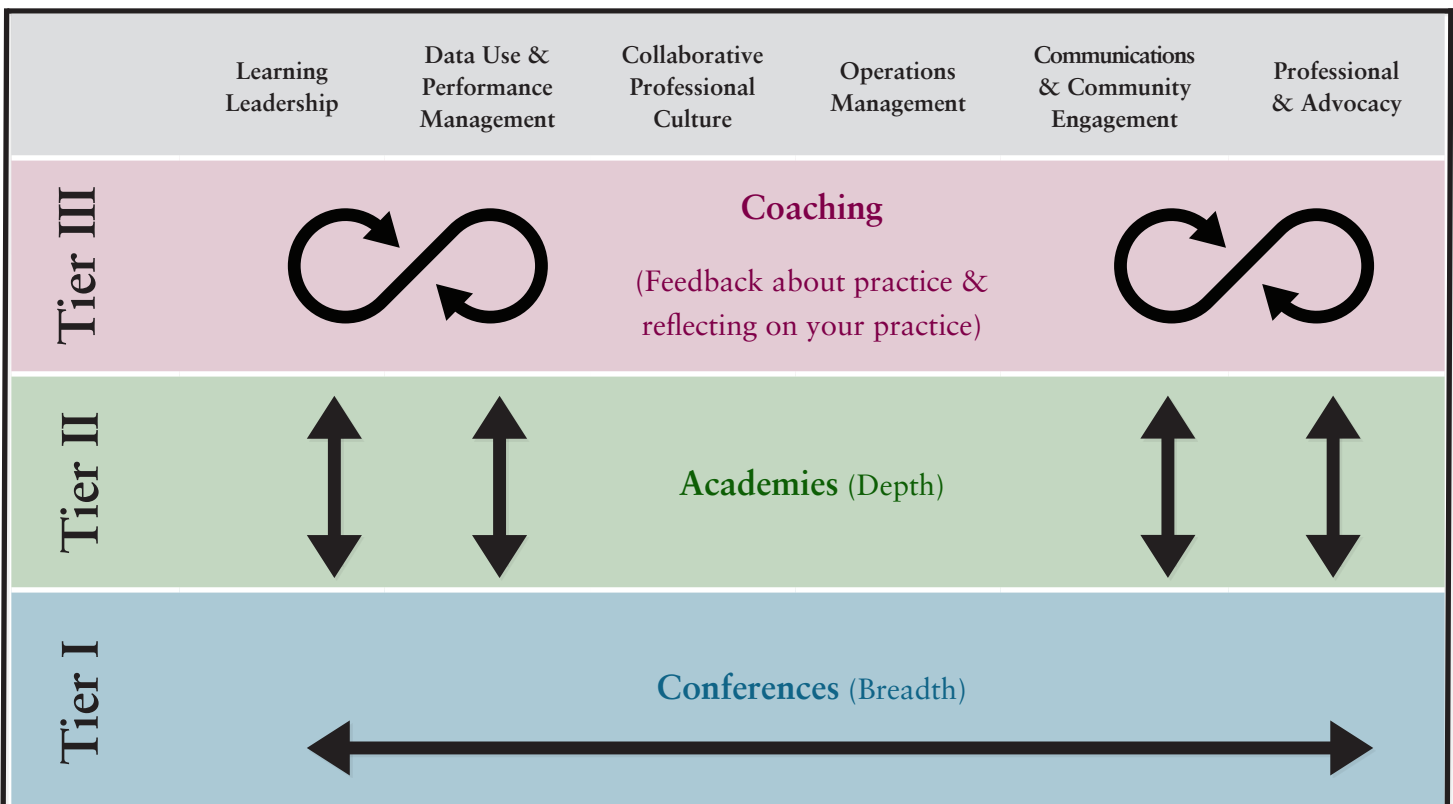 Learning
Leadership
Data Use &
Performance
Management
Collaborative
Professional
Culture
Operations
Management
Communications
& Community
Engagement
Professional
& Advocacy
Tier III
Coaching
(Feedback about practice &
reflecting on your practice)
Tier II
Academies (Depth)
Tier I
Conferences (Breadth)